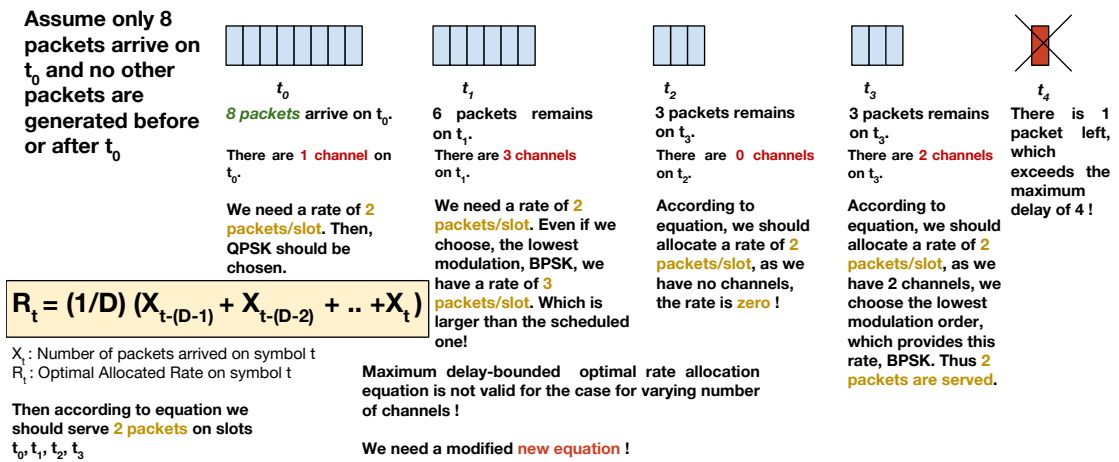 Assume only 8
packets arrive on
t0 and no other
packets are
generated before
or after t0
t0
8 packets arrive on t0.
There are 1 channel on
t0.
We need a rate of 2
packets/slot. Then,
QPSK should be
chosen.
t1
6 packets remains
on t1.
There are 3 channels
on t1.
We need a rate of 2
packets/slot. Even if we
choose, the lowest
modulation, BPSK, we
have a rate of 3
packets/slot. Which is
larger than the scheduled
one!
t2
3 packets remains
on t3.
There are 0 channels
on t2.
According to
equation, we should
allocate a rate of 2
packets/slot, as we
have no channels,
the rate is zero !
t3
3 packets remains
on t3.
There are 2 channels
on t3.
According to
equation, we should
allocate a rate of 2
packets/slot, as we
have 2 channels, we
choose the lowest
modulation order,
which provides this
rate, BPSK. Thus 2
packets are served.
t4
There is 1
packet left,
which
exceeds the
maximum
delay of 4 !
Rt = (1/D) (Xt-(D-1) + Xt-(D-2) + .. +Xt )
Xt : Number of packets arrived on symbol t
Rt : Optimal Allocated Rate on symbol t
Then according to equation we
should serve 2 packets on slots
t0, t1, t2, t3
Maximum delay-bounded optimal rate allocation
equation is not valid for the case for varying number
of channels !
We need a modified new equation !